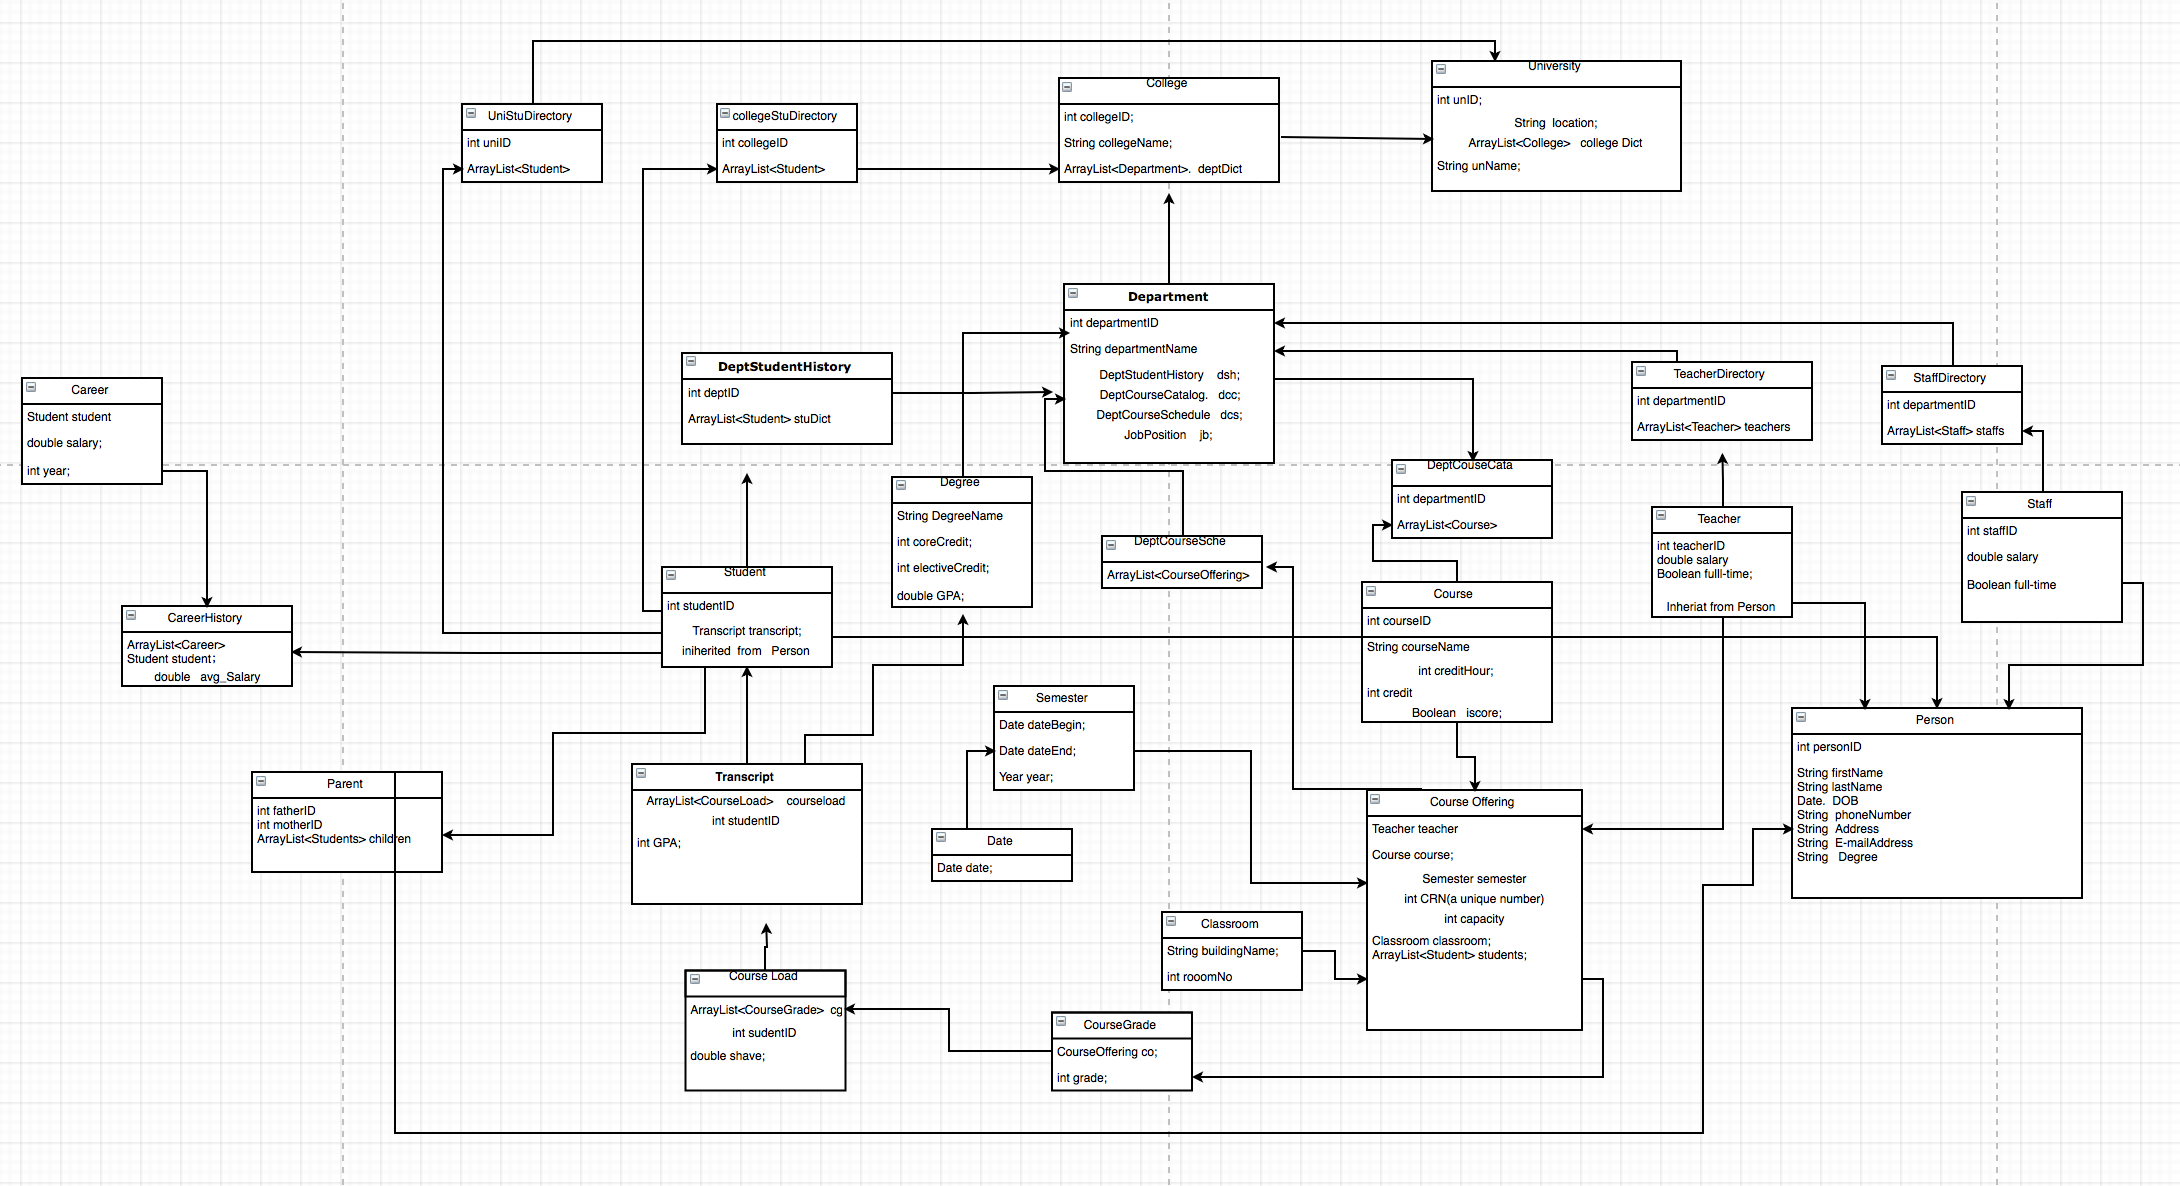 University
int unID;
String  location;
ArrayList<College>   college Dict
String unName;
College
int collegeID;
String collegeName;
ArrayList<Department>.  deptDict
UniStuDirectory
int uniID
ArrayList<Student>
collegeStuDirectory
int collegeID
ArrayList<Student>
Department
int departmentID
String departmentName
DeptStudentHistory    dsh;
DeptCourseCatalog.   dcc;
DeptCourseSchedule   dcs;
JobPosition    jb;
DeptStudentHistory
int deptID
ArrayList<Student> stuDict
TeacherDirectory
int departmentID
ArrayList<Teacher> teachers
StaffDirectory
int departmentID
ArrayList<Staff> staffs
Career
Student student
double salary;
int year;
DeptCouseCata
int departmentID
ArrayList<Course>
Degree
String DegreeName
int coreCredit;
int electiveCredit;
double GPA;
Staff
int staffID
double salary
Boolean full-time
Teacher
int teacherID
double salary
Boolean fulll-time;
Inheriat from Person
DeptCourseSche
ArrayList<CourseOffering>
Student
int studentID
Transcript transcript;
iniherited  from   Person
Course
int courseID
String courseName
int creditHour;
int credit
Boolean   iscore;
CareerHistory
ArrayList<Career>
Student student;
double   avg_Salary
Semester
Date dateBegin;
Date dateEnd;
Year year;
Person
int personID
String firstName
String lastName
Date.  DOB
String  phoneNumber
String  Address
String  E-mailAddress
String   Degree
Parent
int fatherID
int motherID
ArrayList<Students> children
Transcript
ArrayList<CourseLoad>    courseload
int studentID
int GPA;
Course Offering
Teacher teacher
Course course;
Semester semester
int CRN(a unique number)
int capacity
Classroom classroom;
ArrayList<Student> students;
Date
Date date;
Classroom
String buildingName;
int rooomNo
Course Load
ArrayList<CourseGrade>  cg
int sudentID
double shave;
CourseGrade
CourseOffering co;
int grade;